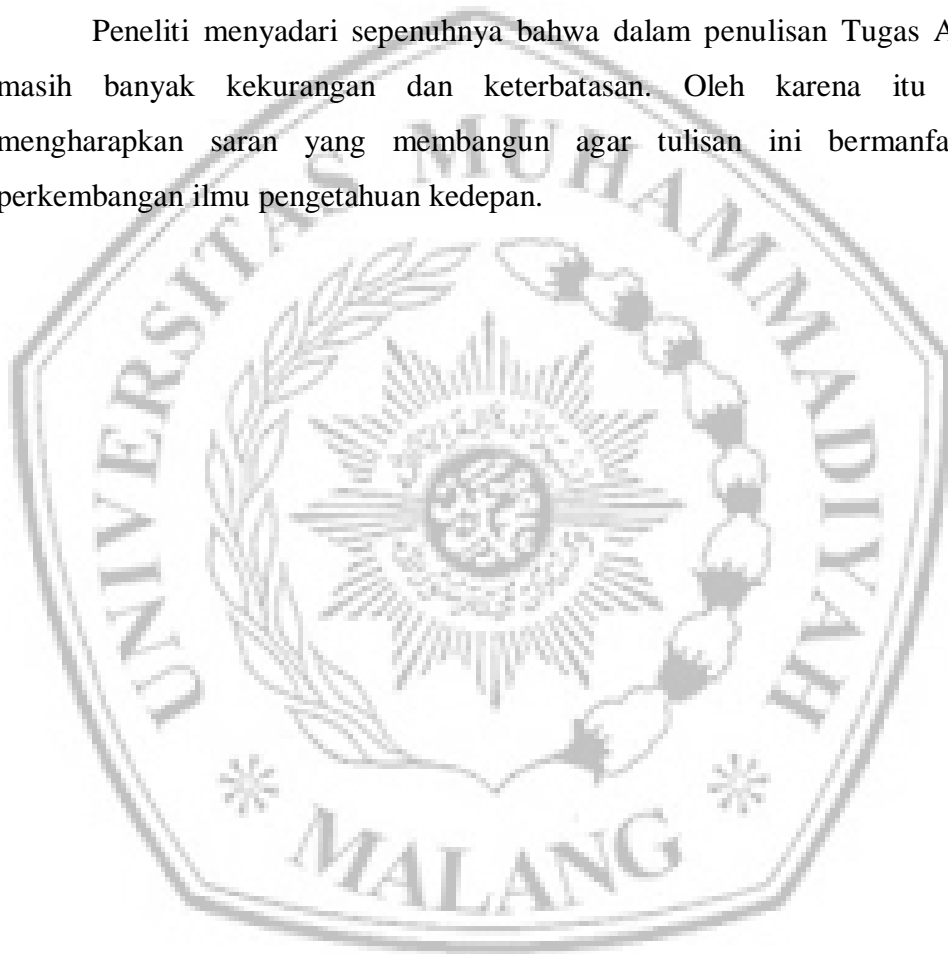 Peneliti menyadari sepenuhnya bahwa dalam penulisan Tugas A
masih banyak kekurangan dan keterbatasan. Oleh karena itu
mengharapkan saran yang membangun agar tulisan ini bermanfa
perkembangan ilmu pengetahuan kedepan.
UNIVERSITAS MUHAMMADIYAH
MALANG